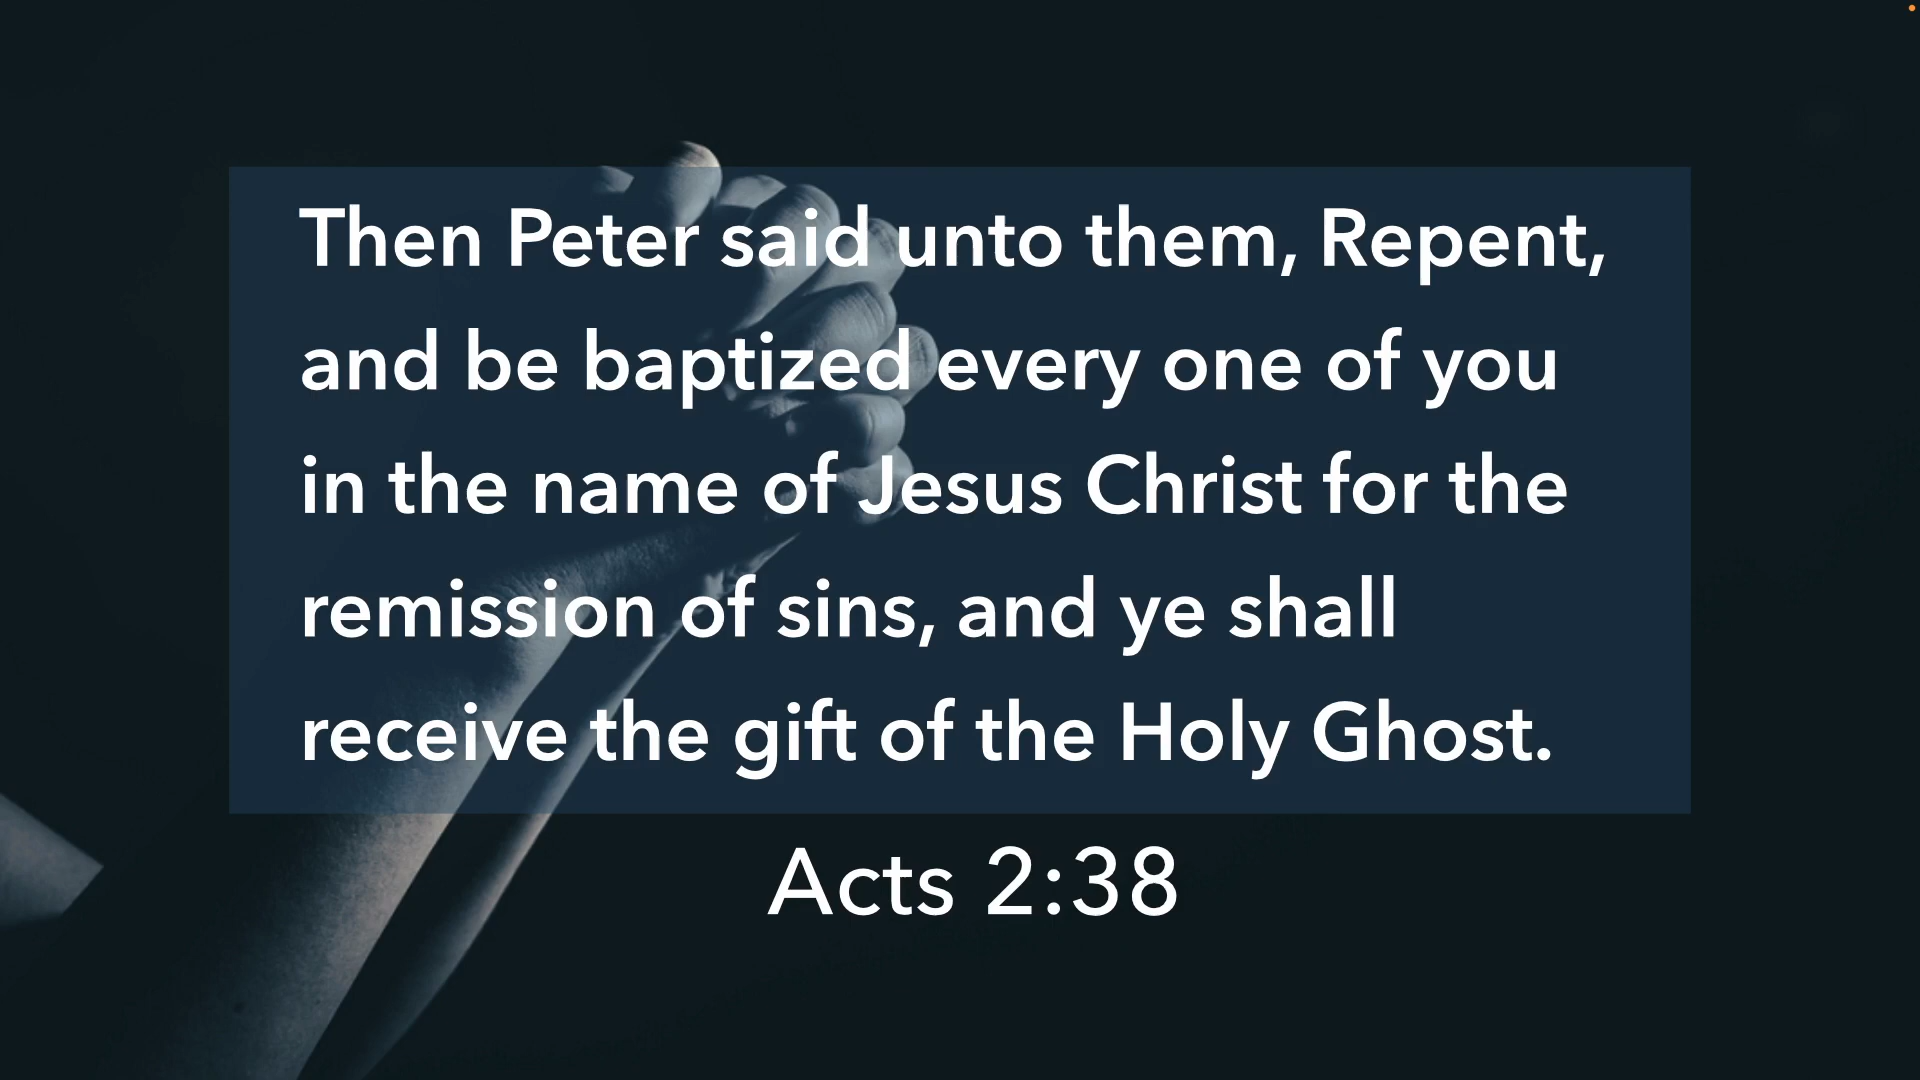 Then Peter said unto them, Repent,
and be baptized every one of you
in the name of Jesus Christ for the
remission of sins, and ye shall
receive the gift of the Holy Ghost.
Acts 2:38